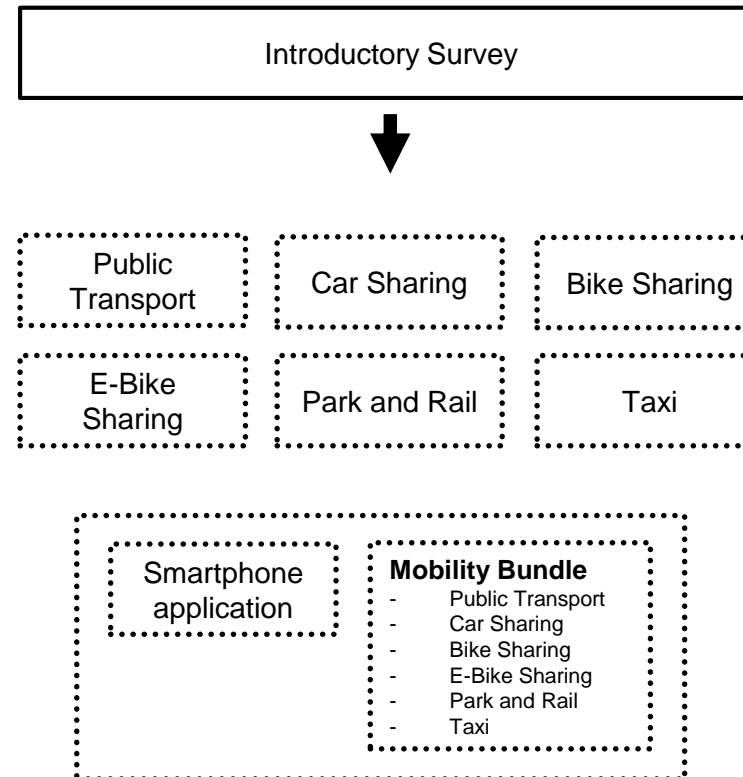 Introductory Survey
Public
Transport
Car Sharing
Bike Sharing
E-Bike
Sharing
Park and Rail
Taxi
Smartphone
application
Mobility Bundle
- Public Transport
- Car Sharing
- Bike Sharing
- E-Bike Sharing
- Park and Rail
- Taxi